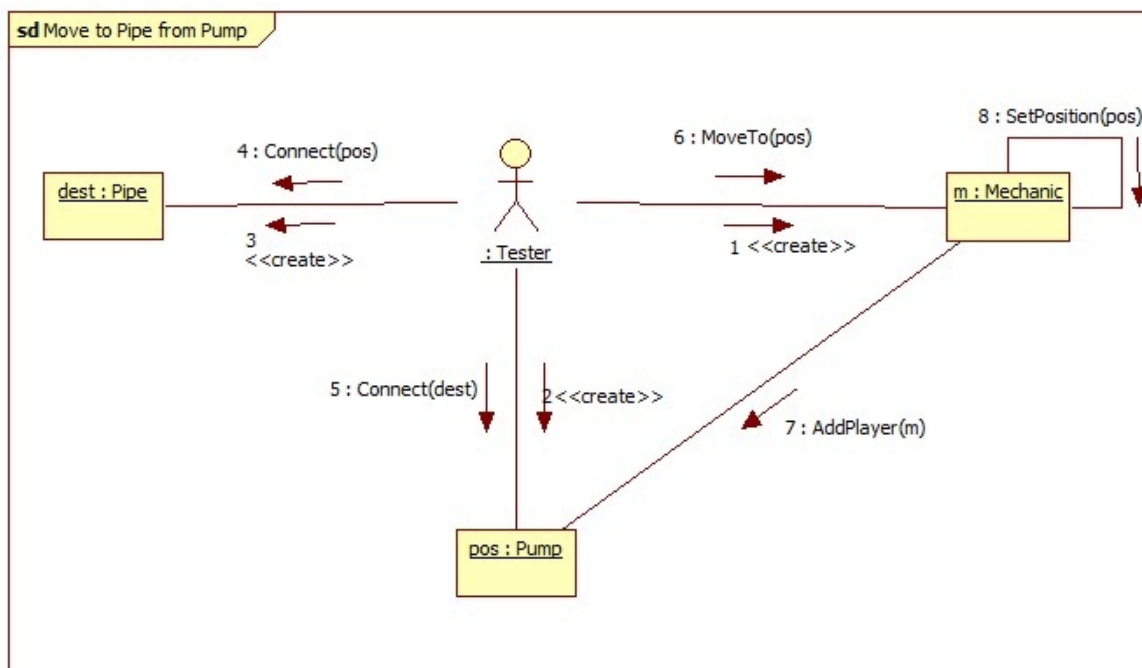 sd Move to Pipe from Pump
8 : SetPosition(pos)
6 : MoveTo(pos)
4 : Connect(pos)
dest : Pipe
m : Mechanic
3
<<create>>
1 <<create>>
: Tester
5 : Connect(dest)
2<<create>>
7 : AddPlayer(m)
pos : Pump